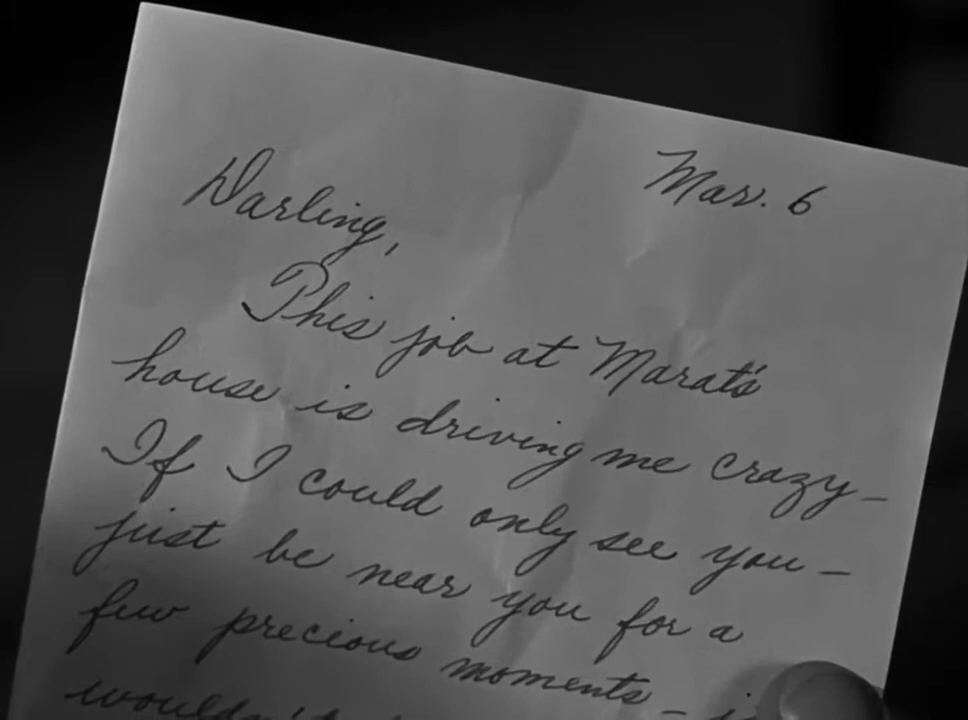 Mar. 6
Darling,
This job at Marat's
house is driving me crazy-
If I could only see you-
just be near you for a
few precious moments-
wouldn't